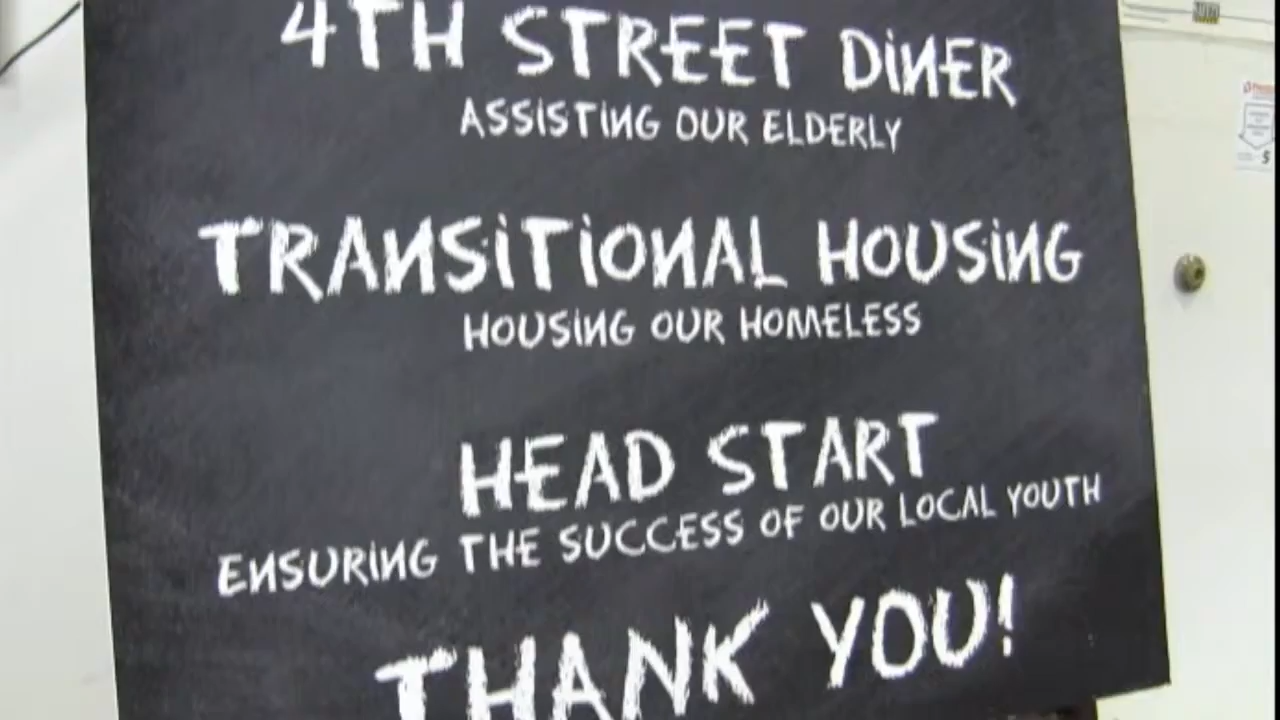 4TH STREET DINER
ASSISTING OUR ELDERLY
TRANSITIONAL HOUSING
HOUSING OUR HOMELESS
HEAD START
ENSURING THE SUCCESS OF OUR LOCAL YOUTH
THANK YOU!